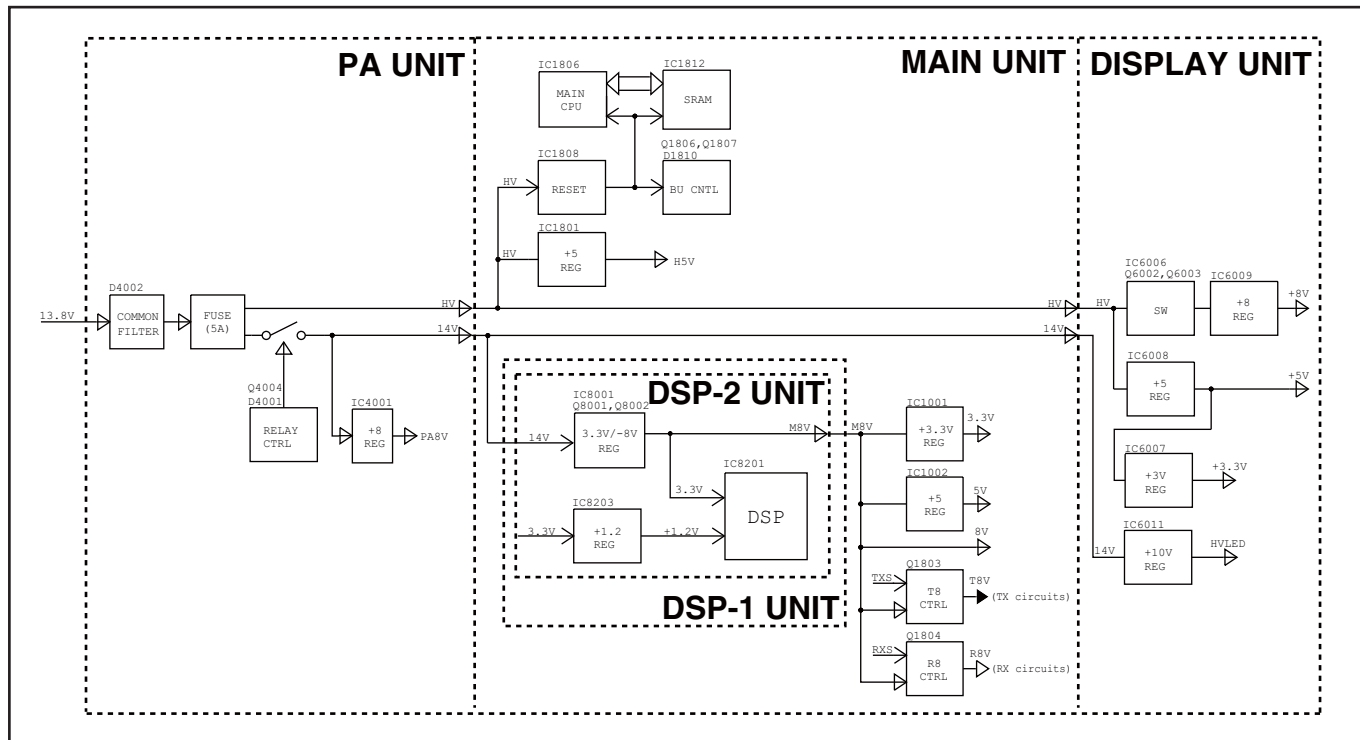 PA UNIT
MAIN UNIT
DISPLAY UNIT
IC1806
MAIN
CPU
IC1812
SRAM
Q1806,Q1807
D1810
BU CNTL
IC1808
HV
RESET
IC1801
HV
+5
REG
H5V
D4002
13.8V
COMMON
FILTER
FUSE
(5A)
HV
HV
14V
14V
Q4004
D4001
RELAY
CTRL
IC4001
+8
REG
PA8V
DSP-2 UNIT
IC8001
Q8001,Q8002
14V
3.3V/-8V
REG
M8V
M8V
3.3V
IC8201
DSP
IC8203
3.3V
+1.2
REG
+1.2V
DSP-1 UNIT
IC1001
+3.3V
REG
3.3V
IC1002
+5
REG
5V
8V
Q1803
TXS
T8
CTRL
T8V
(TX circuits)
Q1804
RXS
R8
CTRL
R8V
(RX circuits)
IC6006
Q6002,Q6003
HV
SW
IC6009
+8
REG
+8V
IC6008
+5
REG
+5V
IC6007
+3V
REG
+3.3V
IC6011
14V
+10V
REG
HVLED